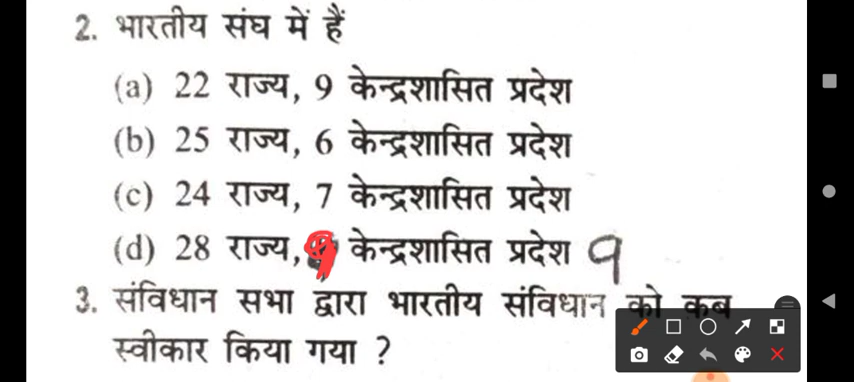 2. भारतीय संघ में हैं
(a) 22 राज्य, 9 केन्द्रशासित प्रदेश
(b) 25 राज्य, 6 केन्द्रशासित प्रदेश
(c) 24 राज्य, 7 केन्द्रशासित प्रदेश
(d) 28 राज्य, 9 केन्द्रशासित प्रदेश 9
3. संविधान सभा द्वारा भारतीय संविधान को कब
स्वीकार किया गया ?